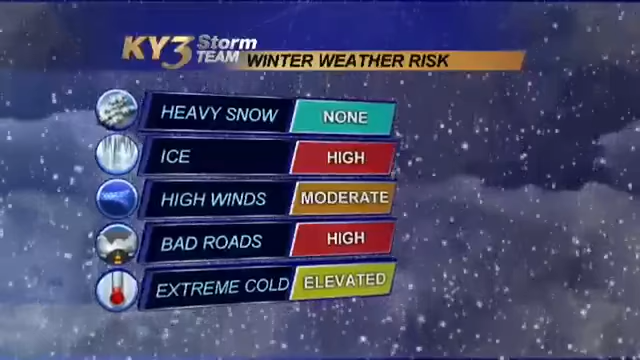 KY3 Storm TEAM WINTER WEATHER RISK
HEAVY SNOW NONE
ICE HIGH
HIGH WINDS MODERATE
BAD ROADS HIGH
EXTREME COLD ELEVATED